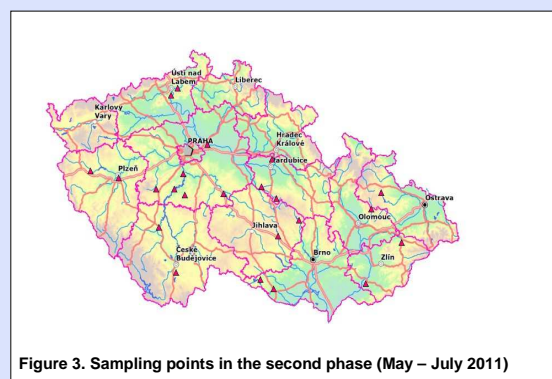 Ústí nad
Labem
Liberec
Karlovy
Vary
PRAHA
Hradec
Králové
Pardubice
Plzeň
Ostrava
Olomouc
Jihlava
České
Budějovice
Brno
Zlín
Figure 3. Sampling points in the second phase (May – July 2011)